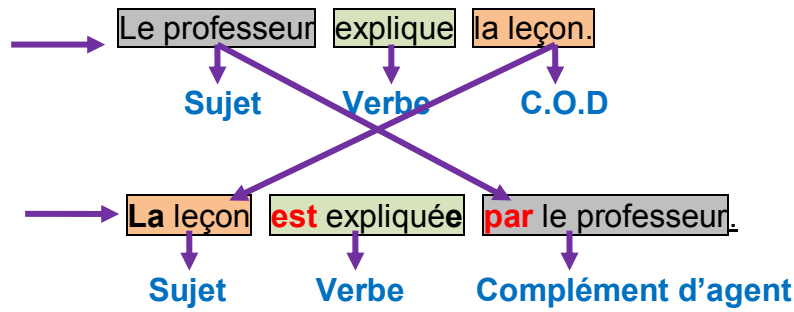 Le professeur explique la leçon.
Sujet Verbe C.O.D
La leçon est expliquée par le professeur.
Sujet Verbe Complément d’agent